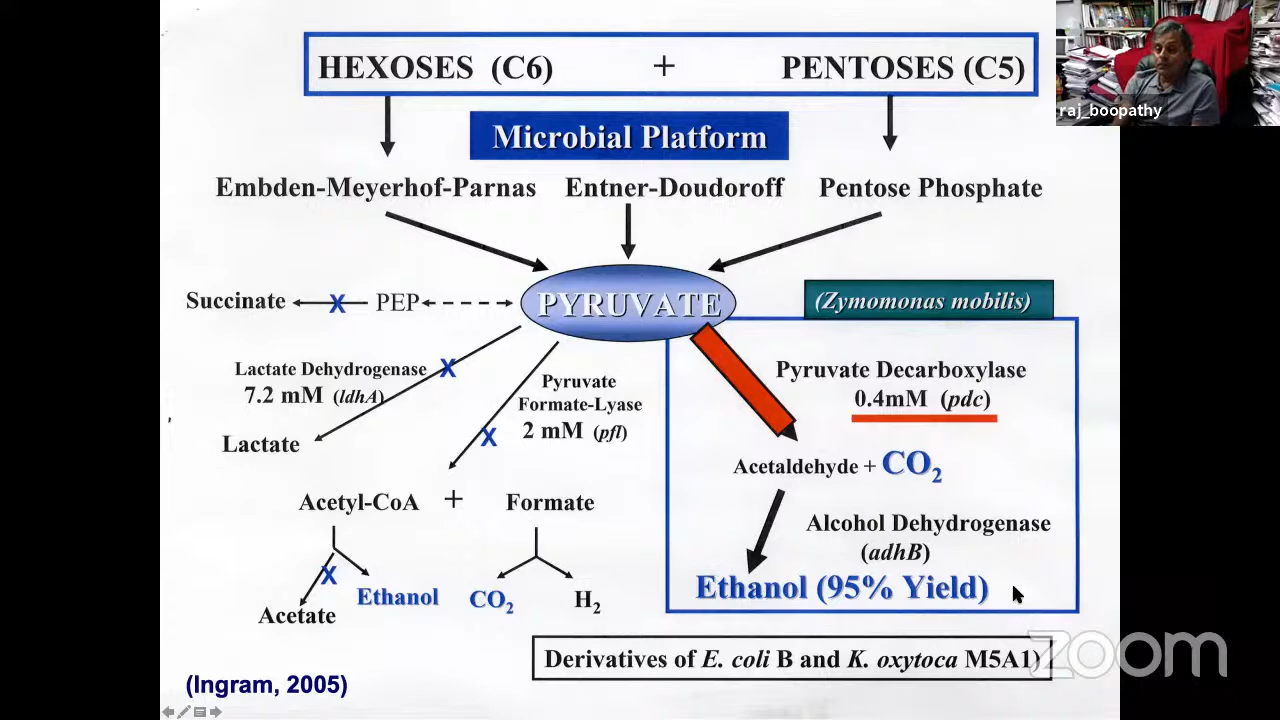 HEXOSES (C6) + PENTOSES (C5)
raj_boopathy
Microbial Platform
Embden-Meyerhof-Parnas Entner-Doudoroff Pentose Phosphate
Succinate X PEP PYRUVATE (Zymomonas mobilis)
Lactate Dehydrogenase X
7.2 mM (ldhA)
Lactate
Pyruvate
Formate-Lyase
2 mM (pfl)
X
Pyruvate Decarboxylase
0.4mM (pdc)
Acetaldehyde + CO₂
Acetyl-CoA + Formate
Alcohol Dehydrogenase
(adhB)
X Ethanol CO₂ H₂
Acetate
Ethanol (95% Yield)
Derivatives of E. coli B and K. oxytoca M5A1)
zoom
(Ingram, 2005)